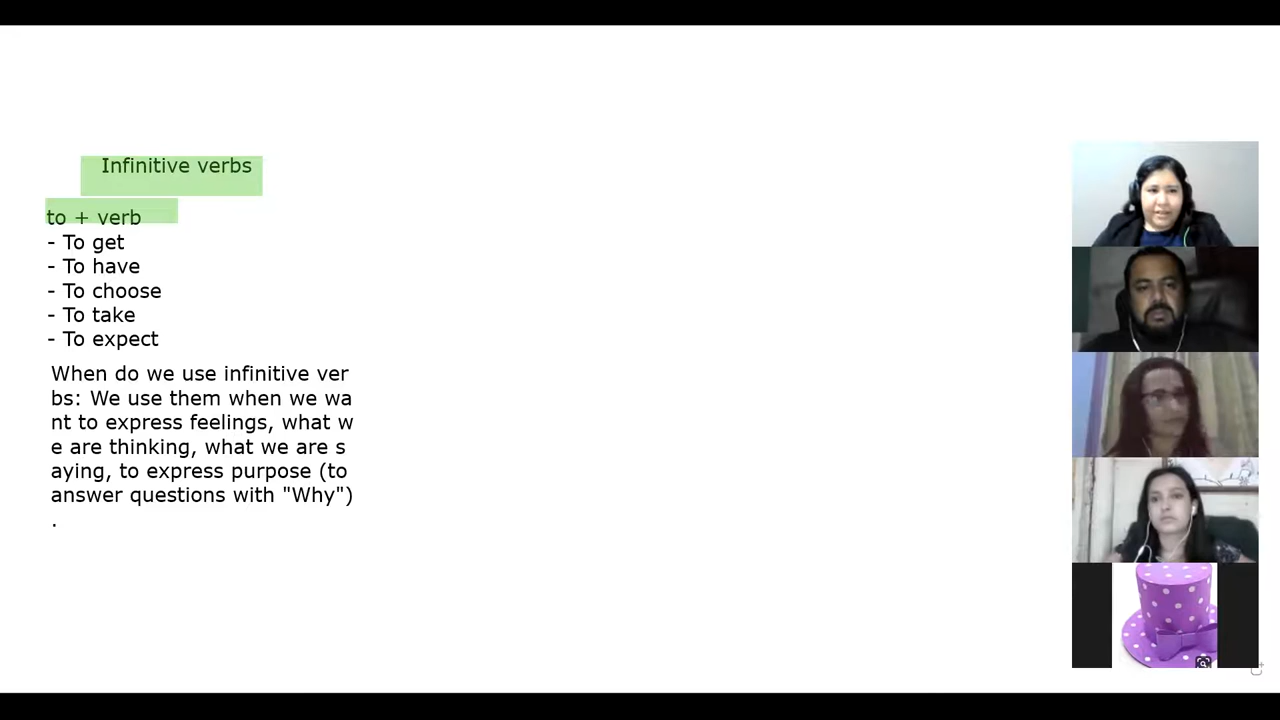 Infinitive verbs
to + verb
- To get
- To have
- To choose
- To take
- To expect
When do we use infinitive ver
bs: We use them when we wa
nt to express feelings, what w
e are thinking, what we are s
aying, to express purpose (to
answer questions with "Why")
.